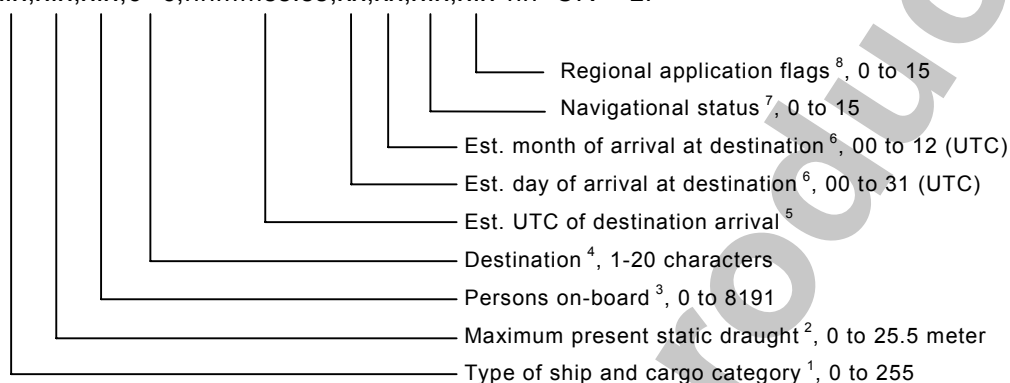 Regional application flags 8, 0 to 15
Navigational status 7, 0 to 15
Est. month of arrival at destination 6, 00 to 12 (UTC)
Est. day of arrival at destination 6, 00 to 31 (UTC)
Est. UTC of destination arrival 5
Destination 4, 1-20 characters
Persons on-board 3, 0 to 8191
Maximum present static draught 2, 0 to 25.5 meter
Type of ship and cargo category 1, 0 to 255